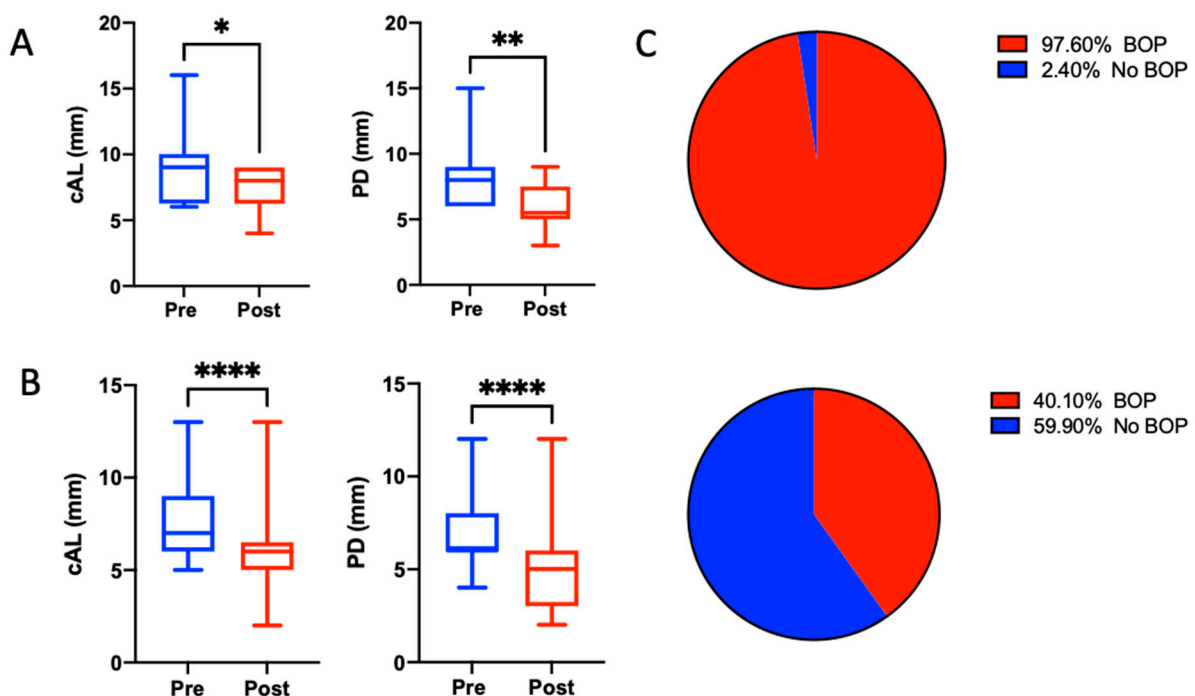 A
20
15
10
5
0
cAL (mm)
*
Pre
Post
20
15
10
5
0
PD (mm)
**
Pre
Post
C
97.60% BOP
2.40% No BOP
B
15
10
5
0
cAL (mm)
****
Pre
Post
15
10
5
0
PD (mm)
****
Pre
Post
40.10% BOP
59.90% No BOP